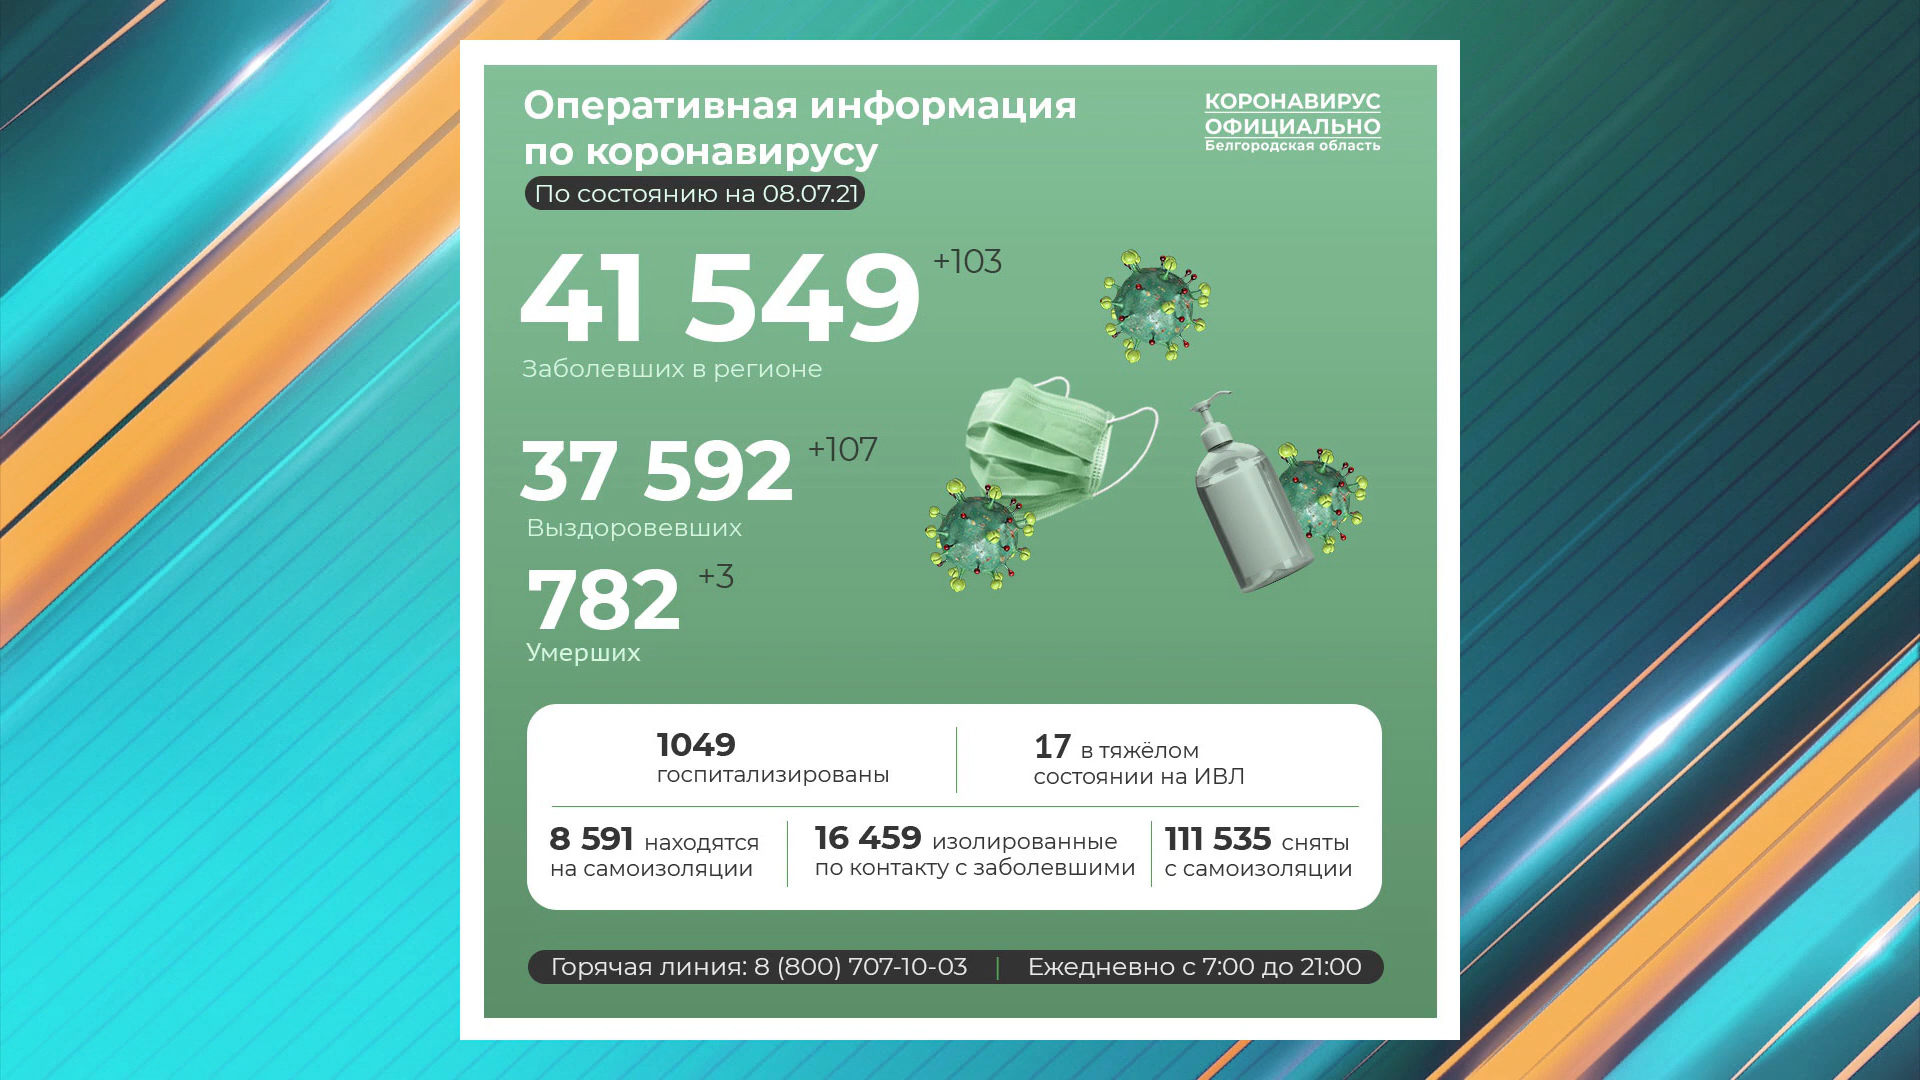 Оперативная информация
по коронавирусу
По состоянию на 08.07.21
КОРОНАВИРУС
ОФИЦИАЛЬНО
Белгородская область
41 549 +103
Заболевших в регионе
37 592 +107
Выздоровевших
782 +3
Умерших
1049
госпитализированы
17 в тяжёлом
состоянии на ИВЛ
8 591 находятся
на самоизоляции
16 459 изолированные
по контакту с заболевшими
111 535 сняты
с самоизоляции
Горячая линия: 8 (800) 707-10-03 | Ежедневно с 7:00 до 21:00